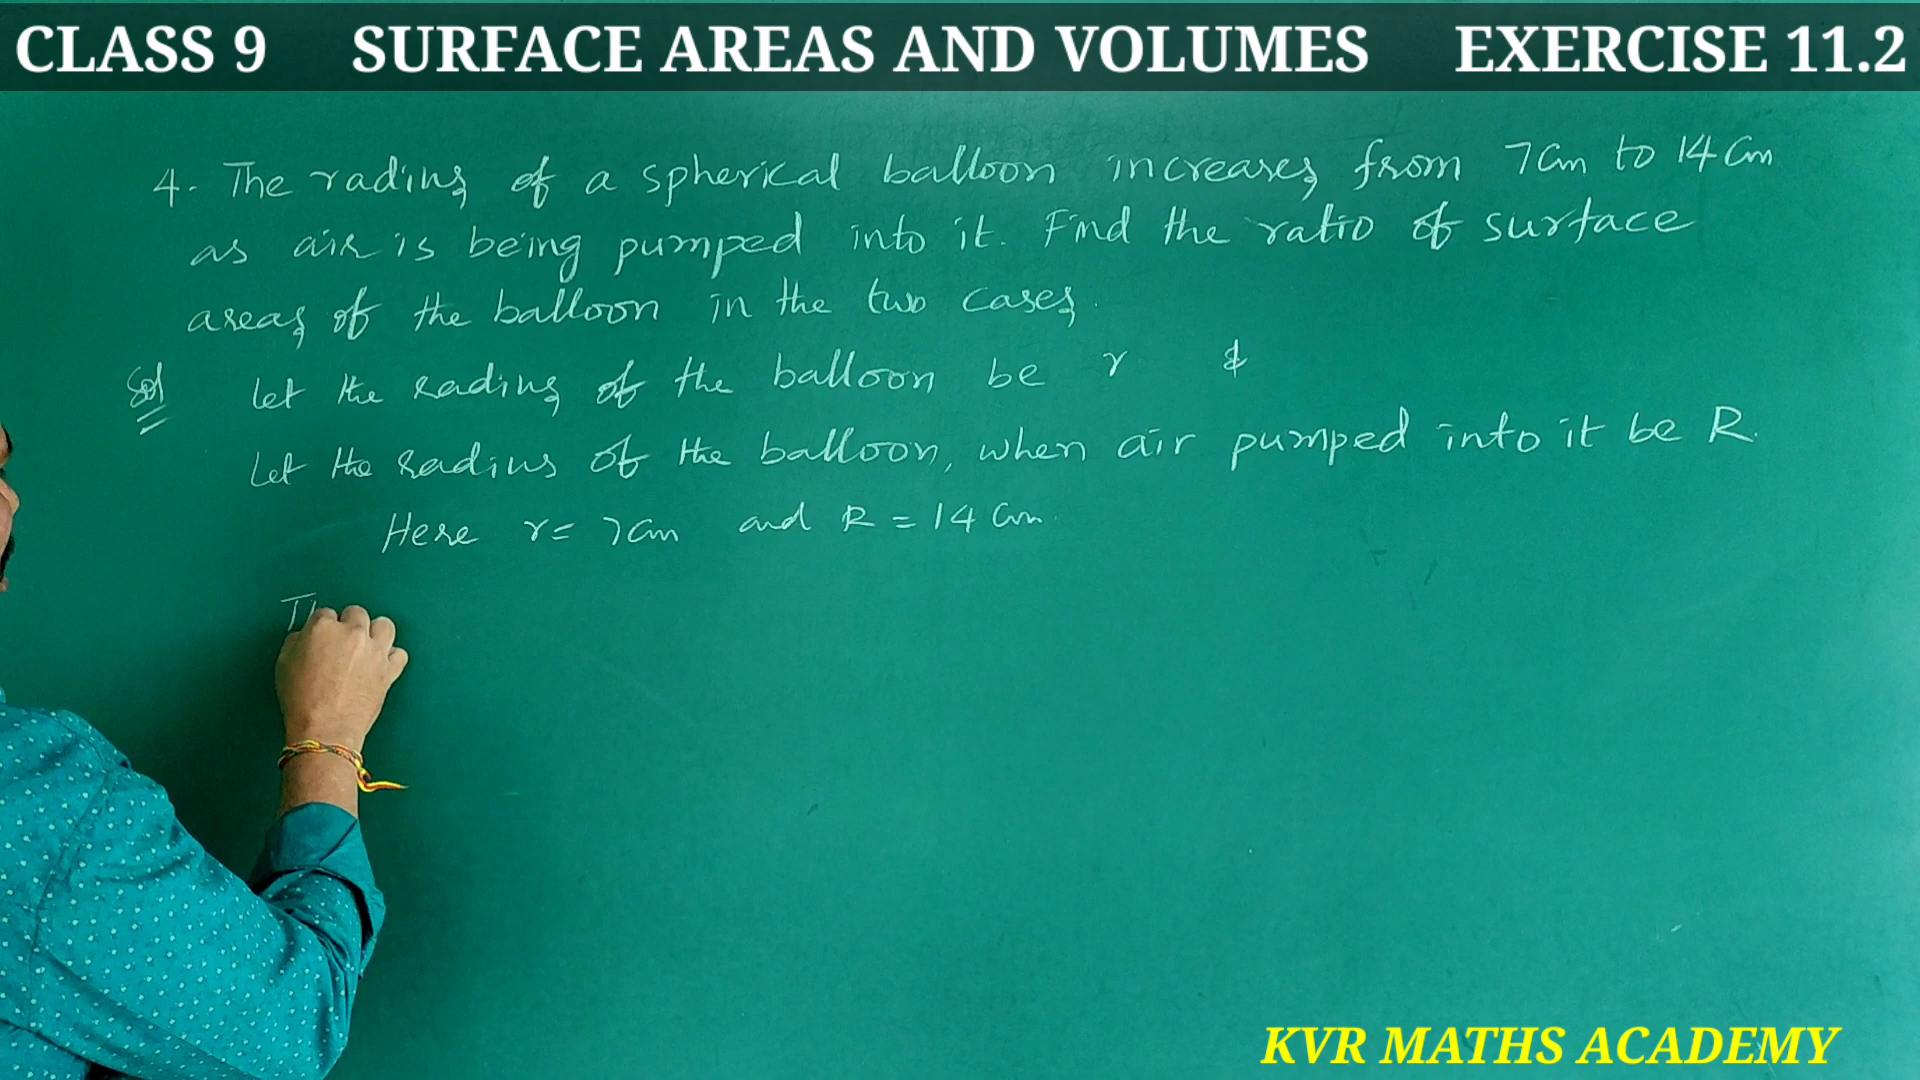 CLASS 9 SURFACE AREAS AND VOLUMES EXERCISE 11.2
4. The radius of a spherical balloon increases from 7cm to 14 cm
as air is being pumped into it. Find the ratio of surface
areas of the balloon in the two cases.
Sol Let the radius of the balloon be r &
Let the radius of the balloon, when air pumped into it be R.
Here r = 7cm and R = 14 cm.
KVR MATHS ACADEMY